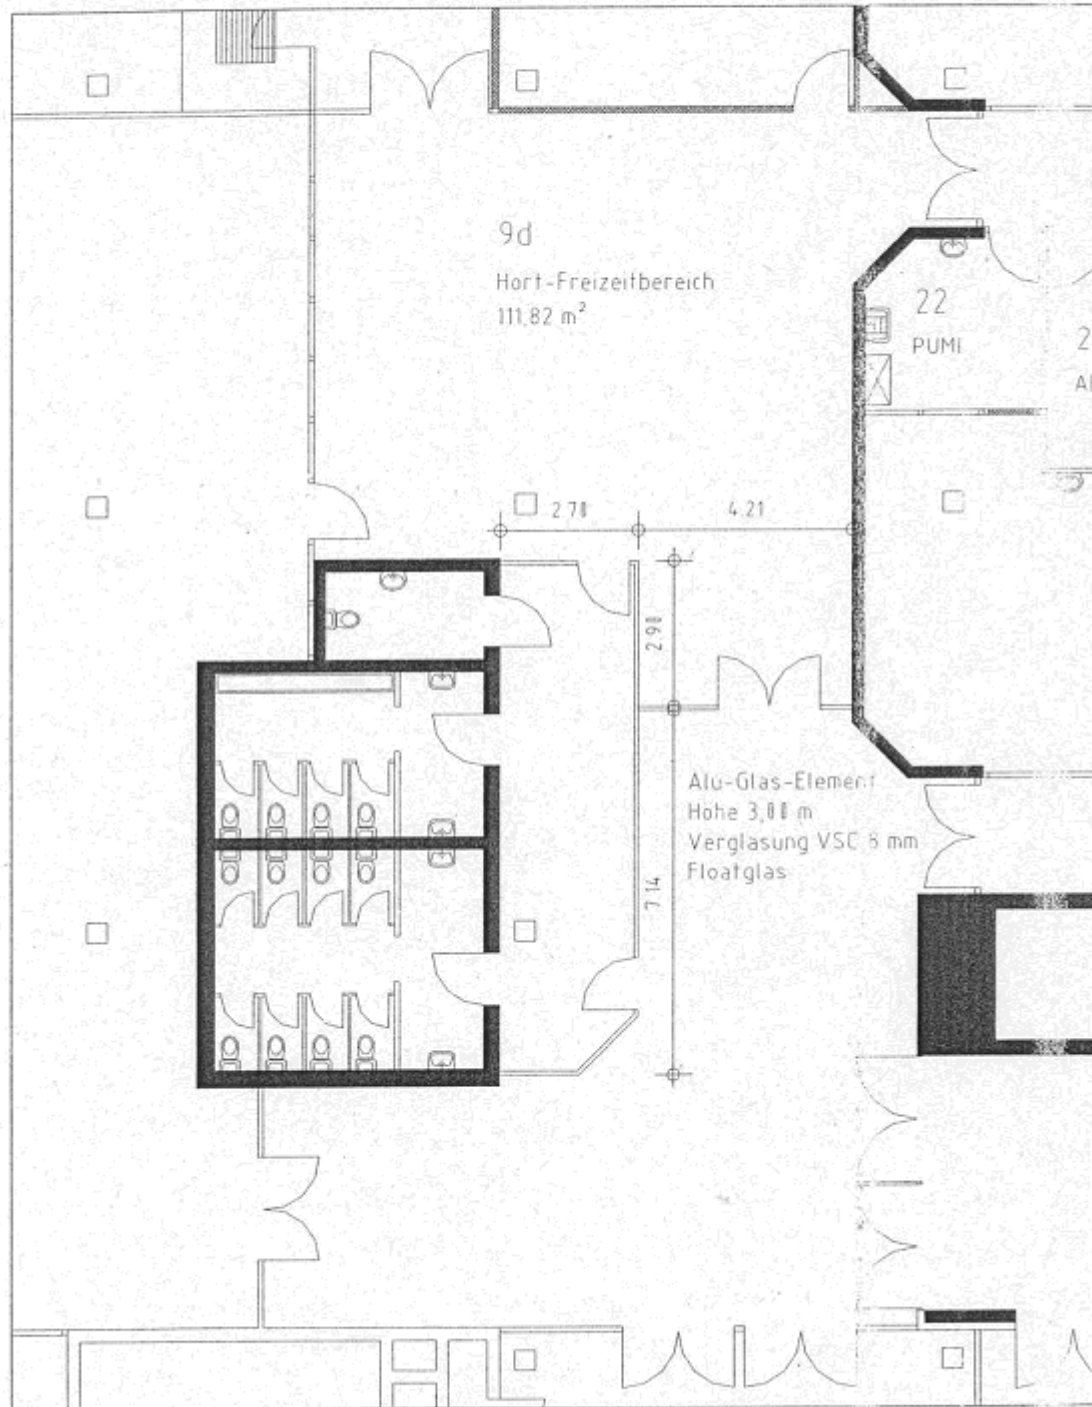 9d
Hort-Freizeitbereich
111,82 m²
22
PUMi
2.70
4.21
2.90
7.14
Alu-Glas-Element
Höhe 3,00 m
Verglasung VSC 8 mm
Floatglas